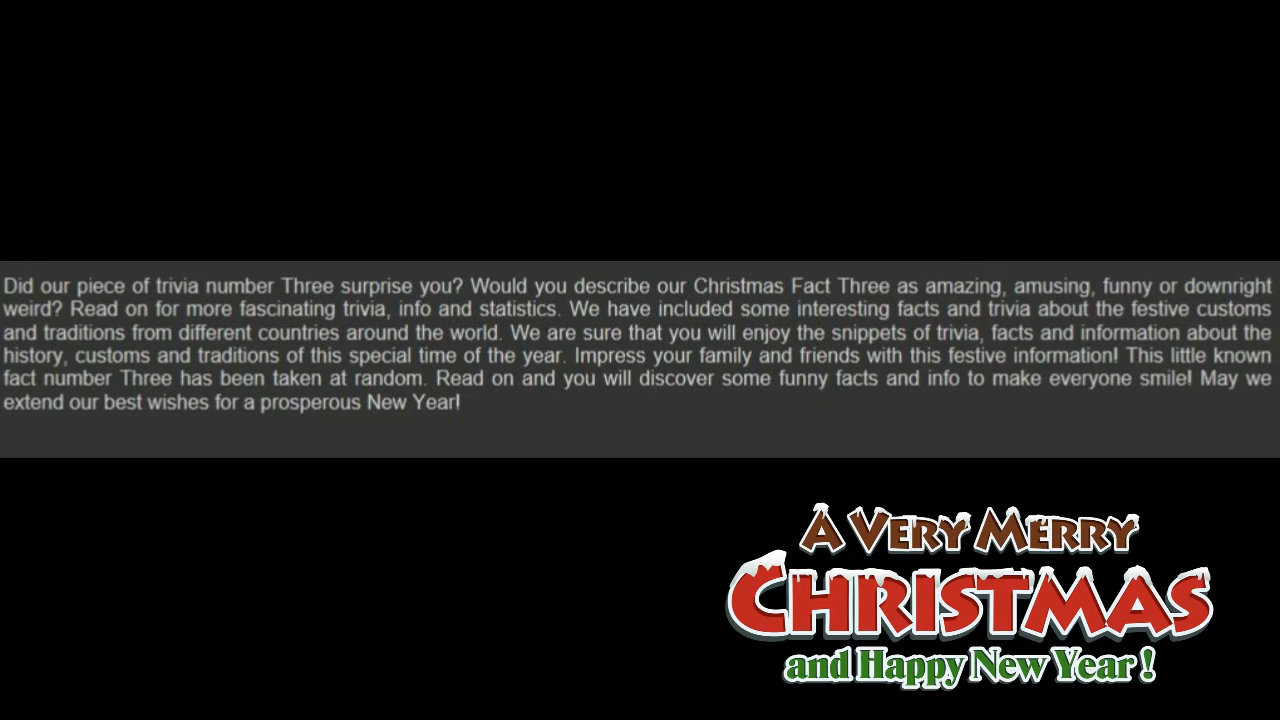 Did our piece of trivia number Three surprise you? Would you describe our Christmas Fact Three as amazing, amusing, funny or downright
weird? Read on for more fascinating trivia, info and statistics. We have included some interesting facts and trivia about the festive customs
and traditions from different countries around the world. We are sure that you will enjoy the snippets of trivia, facts and information about the
history, customs and traditions of this special time of the year. Impress your family and friends with this festive information! This little known
fact number Three has been taken at random. Read on and you will discover some funny facts and info to make everyone smile! May we
extend our best wishes for a prosperous New Year!
A VERY MERRY
CHRISTMAS
and Happy New Year !